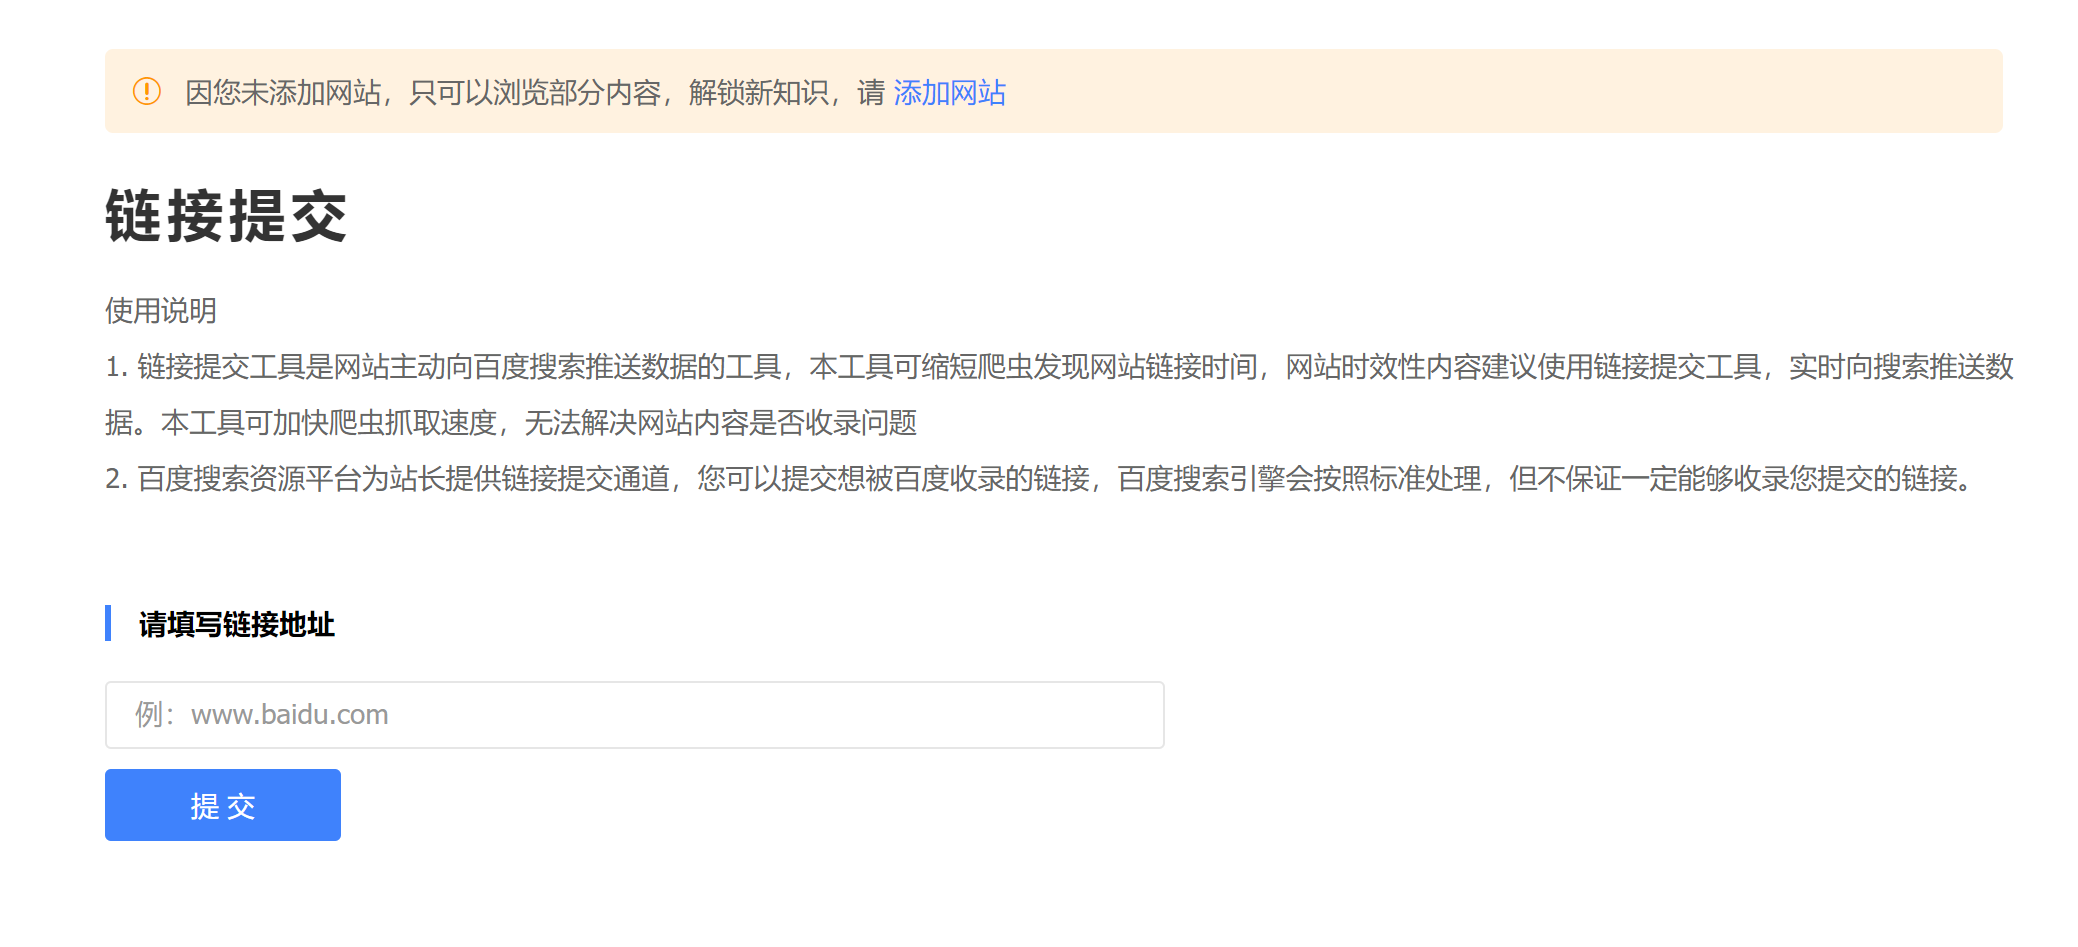 因您未添加网站，只可以浏览部分内容，解锁新知识，请 添加网站
链接提交
使用说明
1. 链接提交工具是网站主动向百度搜索推送数据的工具，本工具可缩短爬虫发现网站链接时间，网站时效性内容建议使用链接提交工具，实时向搜索推送数
据。本工具可加快爬虫抓取速度，无法解决网站内容是否收录问题
2. 百度搜索资源平台为站长提供链接提交通道，您可以提交想被百度收录的链接，百度搜索引擎会按照标准处理，但不保证一定能够收录您提交的链接。
请填写链接地址
例：www.baidu.com
提 交